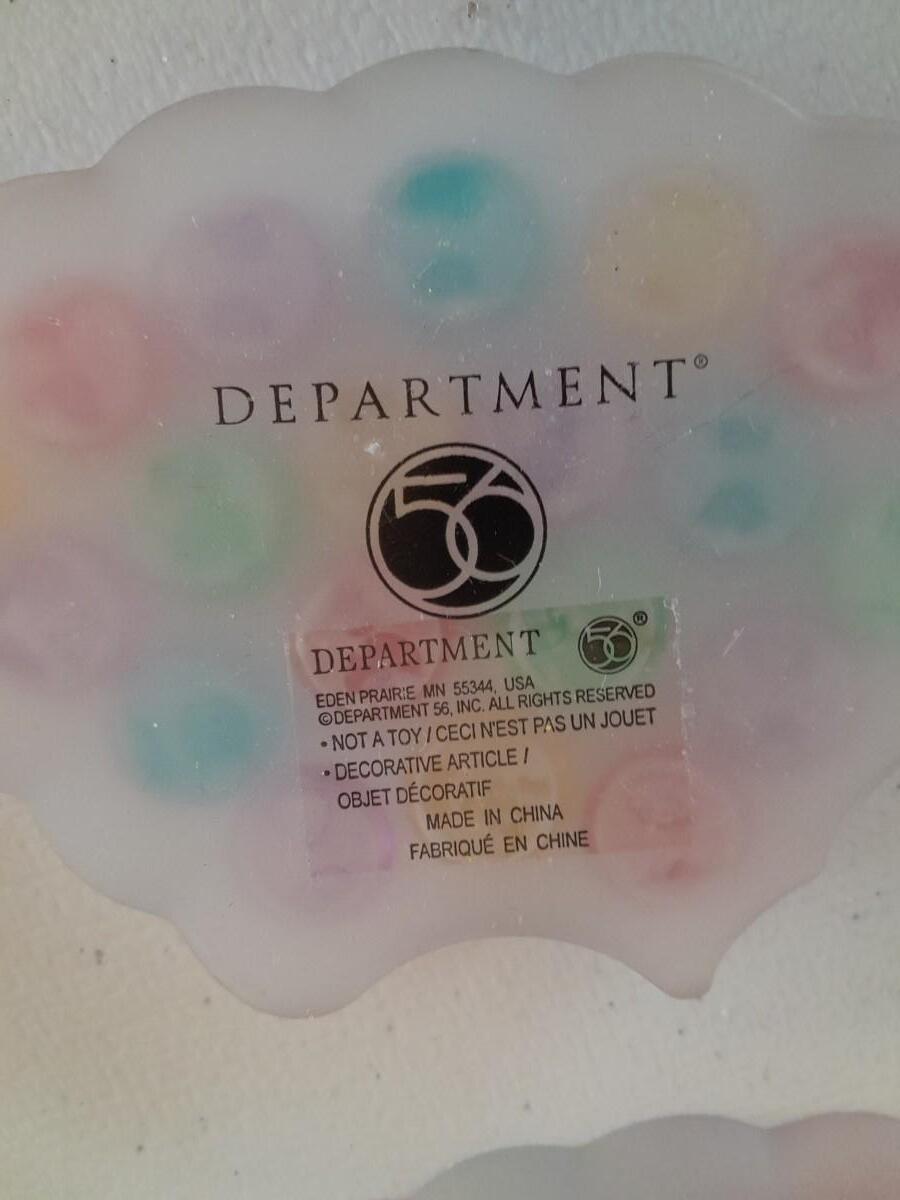 DEPARTMENT®
56
DEPARTMENT 56®
EDEN PRAIRIE MN 55344, USA
©DEPARTMENT 56, INC. ALL RIGHTS RESERVED
• NOT A TOY / CECI N'EST PAS UN JOUET
• DECORATIVE ARTICLE /
OBJET DÉCORATIF
MADE IN CHINA
FABRIQUÉ EN CHINE